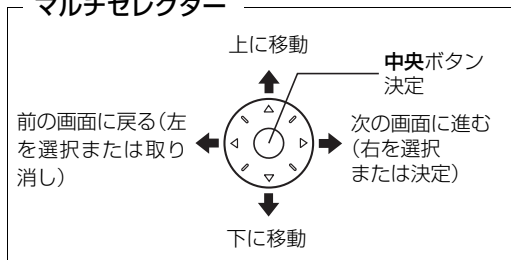 マルチセレクター
上に移動
中央ボタン
決定
前の画面に戻る（左
を選択または取り
消し）
次の画面に進む
（右を選択
または決定）
下に移動